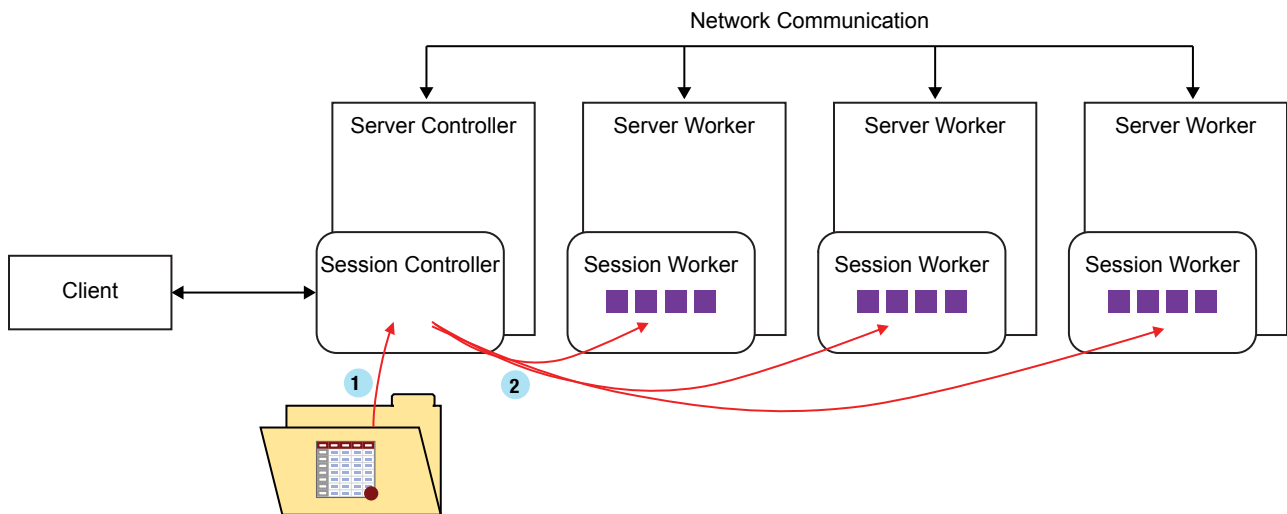 Network Communication
Server Controller
Server Worker
Server Worker
Server Worker
Session Controller
Session Worker
Session Worker
Session Worker
Client
1
2